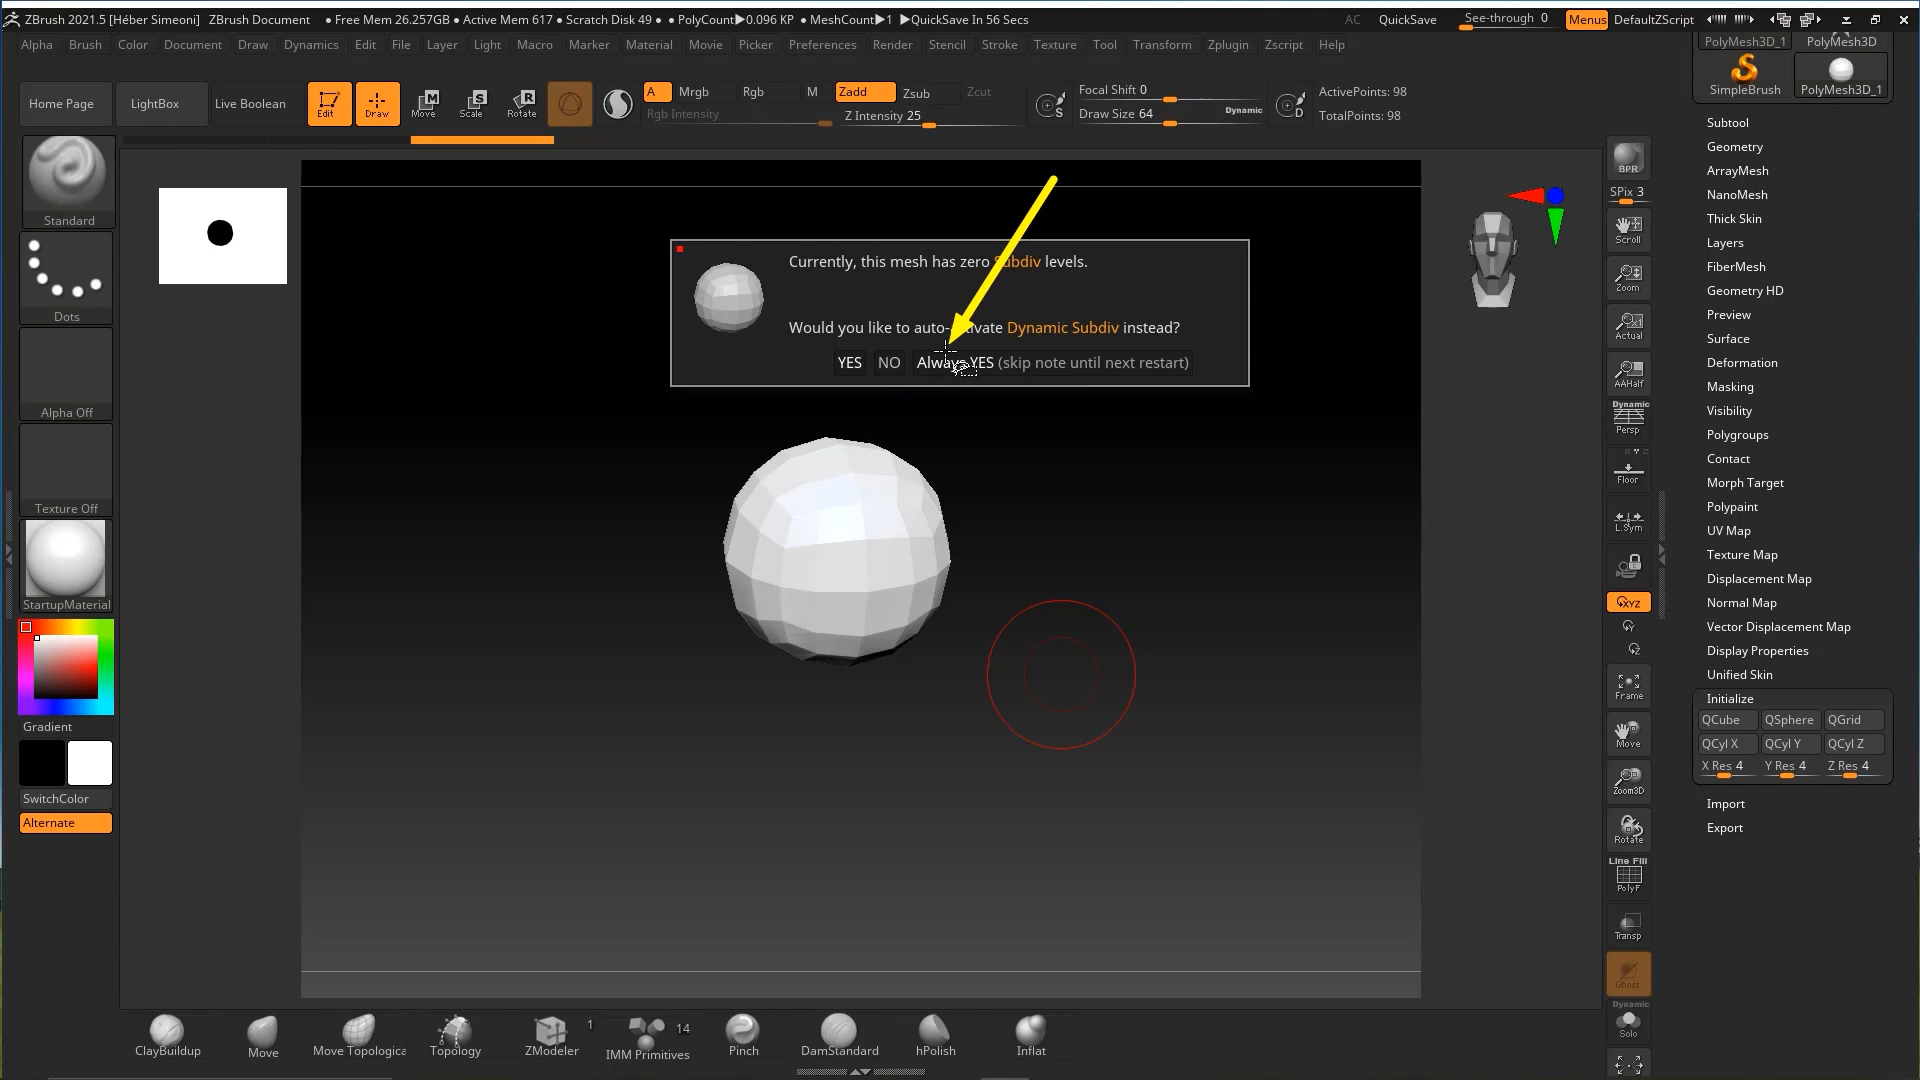 ZBrush 2021.5 [Héber Simeoni] ZBrush Document ● Free Mem 26.257GB ● Active Mem 617 ● Scratch Disk 49 ● PolyCount▶0.096 KP ● MeshCount▶1 ▶QuickSave In 56 Secs AC QuickSave See-through 0 Menus DefaultZScript
Alpha Brush Color Document Draw Dynamics Edit File Layer Light Macro Marker Material Movie Picker Preferences Render Stencil Stroke Texture Tool Transform Zplugin Zscript Help
PolyMesh3D_1 PolyMesh3D
SimpleBrush PolyMesh3D_1
Home Page LightBox Live Boolean Edit Draw Move Scale Rotate
A Mrgb Rgb M Zadd Zsub Zcut
Rgb Intensity Z Intensity 25
S
Focal Shift 0
Draw Size 64 Dynamic
D
ActivePoints: 98
TotalPoints: 98
Standard
Dots
Alpha Off
Texture Off
StartupMaterial
Gradient
SwitchColor
Alternate
Currently, this mesh has zero Subdiv levels.
Would you like to auto-activate Dynamic Subdiv instead?
YES NO Always YES (skip note until next restart)
BPR
SPix 3
Scroll
Zoom
Actual
AAHalf
Dynamic
Persp
Floor
L.Sym
XYZ
Y
Z
Frame
Move
Zoom3D
Rotate
Line Fill
PolyF
Transp
Ghost
Dynamic
Solo
Subtool
Geometry
ArrayMesh
NanoMesh
Thick Skin
Layers
FiberMesh
Geometry HD
Preview
Surface
Deformation
Masking
Visibility
Polygroups
Contact
Morph Target
Polypaint
UV Map
Texture Map
Displacement Map
Normal Map
Vector Displacement Map
Display Properties
Unified Skin
Initialize
QCube QSphere QGrid
QCyl X QCyl Y QCyl Z
X Res 4 Y Res 4 Z Res 4
Import
Export
1 14
ClayBuildup Move Move Topologica Topology ZModeler IMM Primitives Pinch DamStandard hPolish Inflat